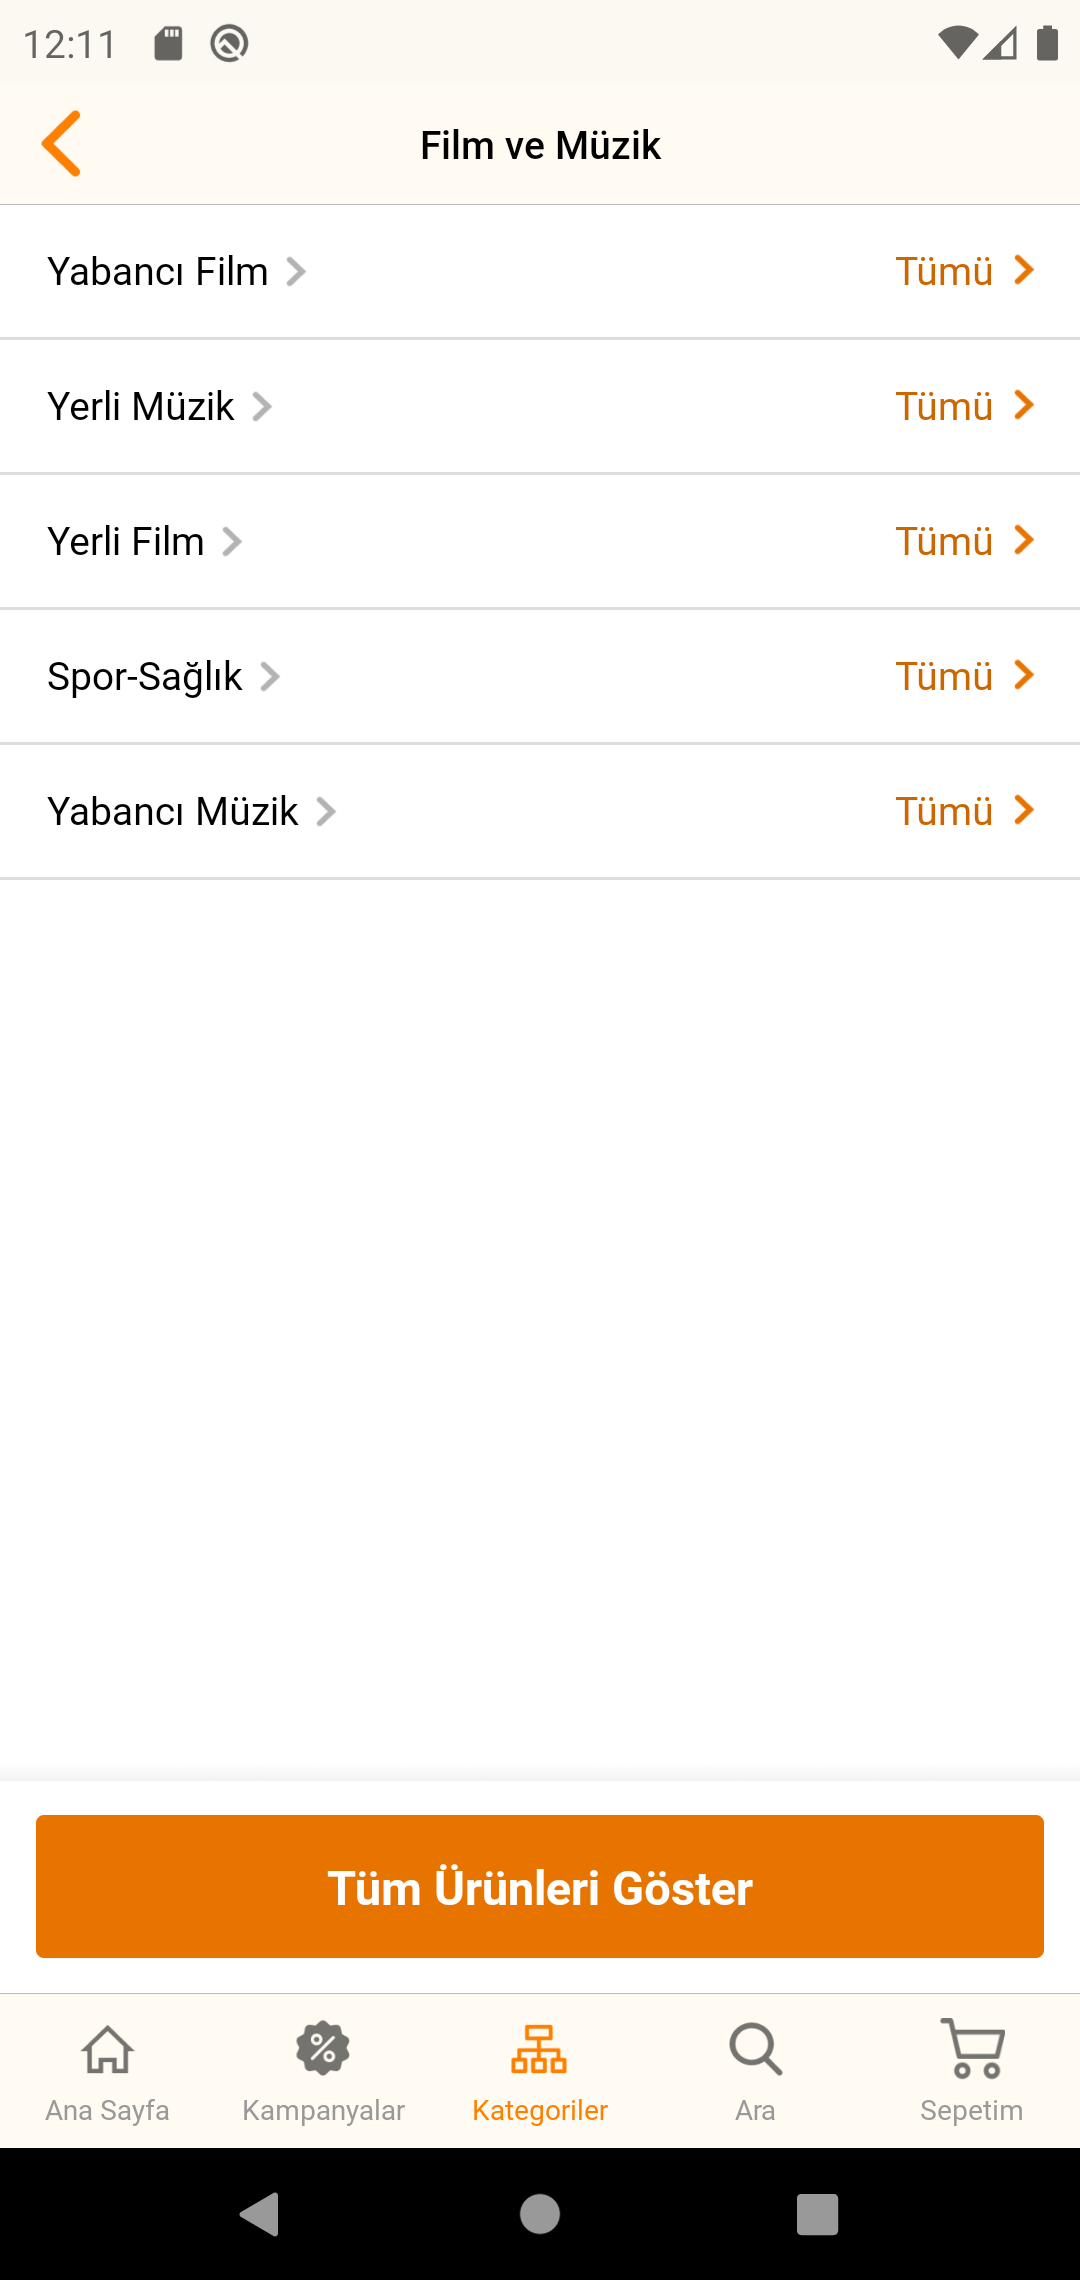 12:11
Film ve Müzik
Yabancı Film Tümü
Yerli Müzik Tümü
Yerli Film Tümü
Spor-Sağlık Tümü
Yabancı Müzik Tümü
Tüm Ürünleri Göster
Ana Sayfa Kampanyalar Kategoriler Ara Sepetim